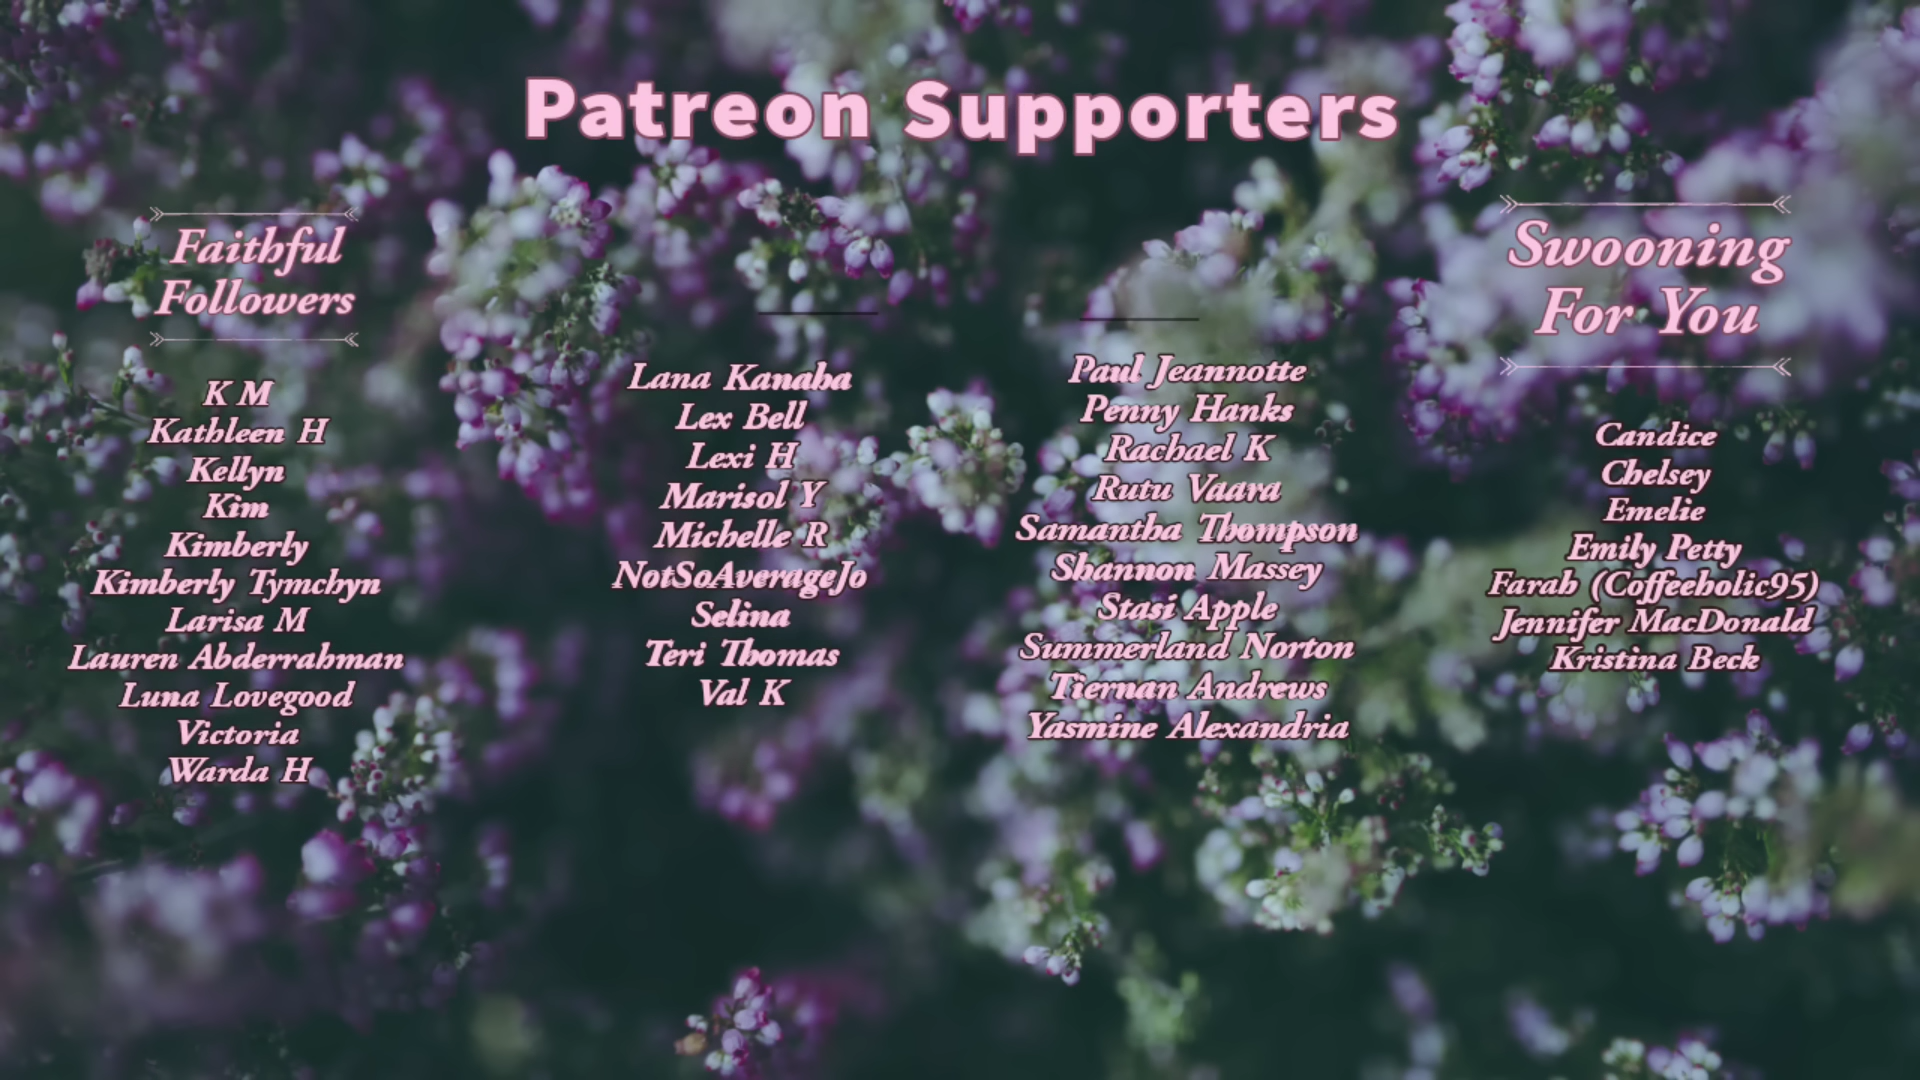 Patreon Supporters
Faithful
Followers
K M
Kathleen H
Kellyn
Kim
Kimberly
Kimberly Tymchyn
Larisa M
Lauren Abderrahman
Luna Lovegood
Victoria
Warda H
Lana Kanaha
Lex Bell
Lexi H
Marisol Y
Michelle R
NotSoAverageJo
Selina
Teri Thomas
Val K
Paul Jeannotte
Penny Hanks
Rachael K
Rutu Vaara
Samantha Thompson
Shannon Massey
Stasi Apple
Summerland Norton
Tiernan Andrews
Yasmine Alexandria
Swooning
For You
Candice
Chelsey
Emelie
Emily Petty
Farah (Coffeeholic95)
Jennifer MacDonald
Kristina Beck